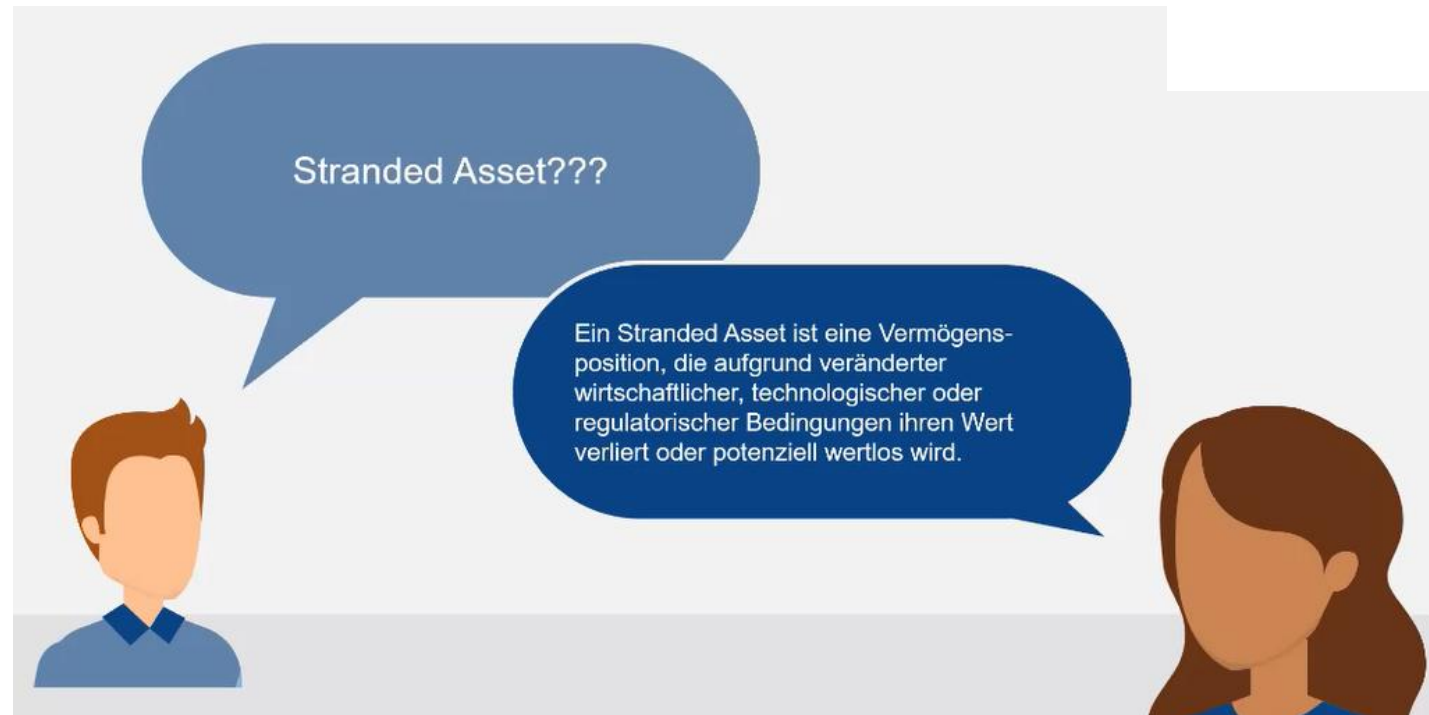 Stranded Asset???
Ein Stranded Asset ist eine Vermögens-
position, die aufgrund veränderter
wirtschaftlicher, technologischer oder
regulatorischer Bedingungen ihren Wert
verliert oder potenziell wertlos wird.